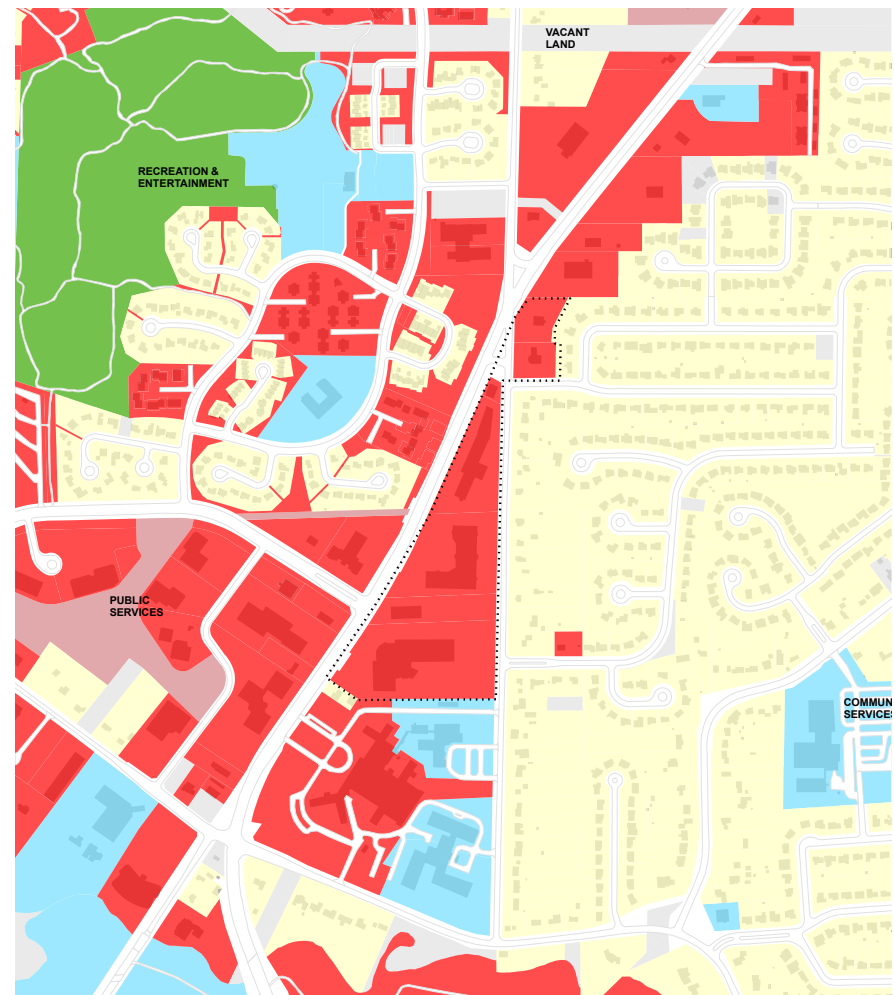 VACANT
LAND
RECREATION &
ENTERTAINMENT
PUBLIC
SERVICES
COMMUN
SERVICES